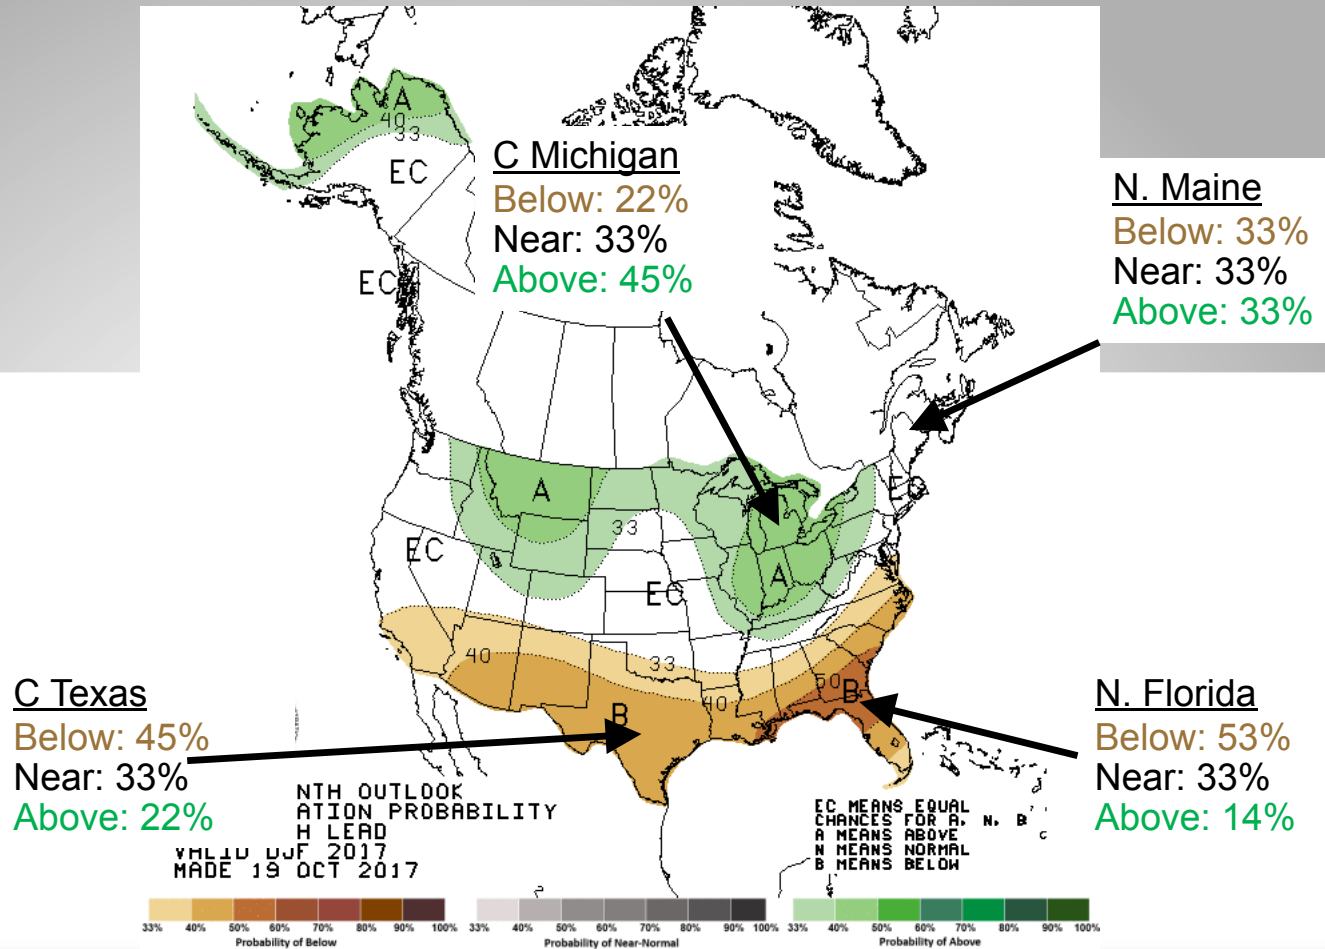 A
40
33
EC
EC
C Michigan
Below: 22%
Near: 33%
Above: 45%
N. Maine
Below: 33%
Near: 33%
Above: 33%
A
33
EC
EC
EC
A
40
33
40
50
B
B
C Texas
Below: 45%
Near: 33%
Above: 22%
N. Florida
Below: 53%
Near: 33%
Above: 14%
NTH OUTLOOK
ATION PROBABILITY
H LEAD
VALID DJF 2017
MADE 19 OCT 2017
EC MEANS EQUAL
CHANCES FOR A, N, B
A MEANS ABOVE
N MEANS NORMAL
B MEANS BELOW
33% 40% 50% 60% 70% 80% 90% 100%
Probability of Below
33% 40% 50% 60% 70% 80% 90% 100%
Probability of Near-Normal
33% 40% 50% 60% 70% 80% 90% 100%
Probability of Above